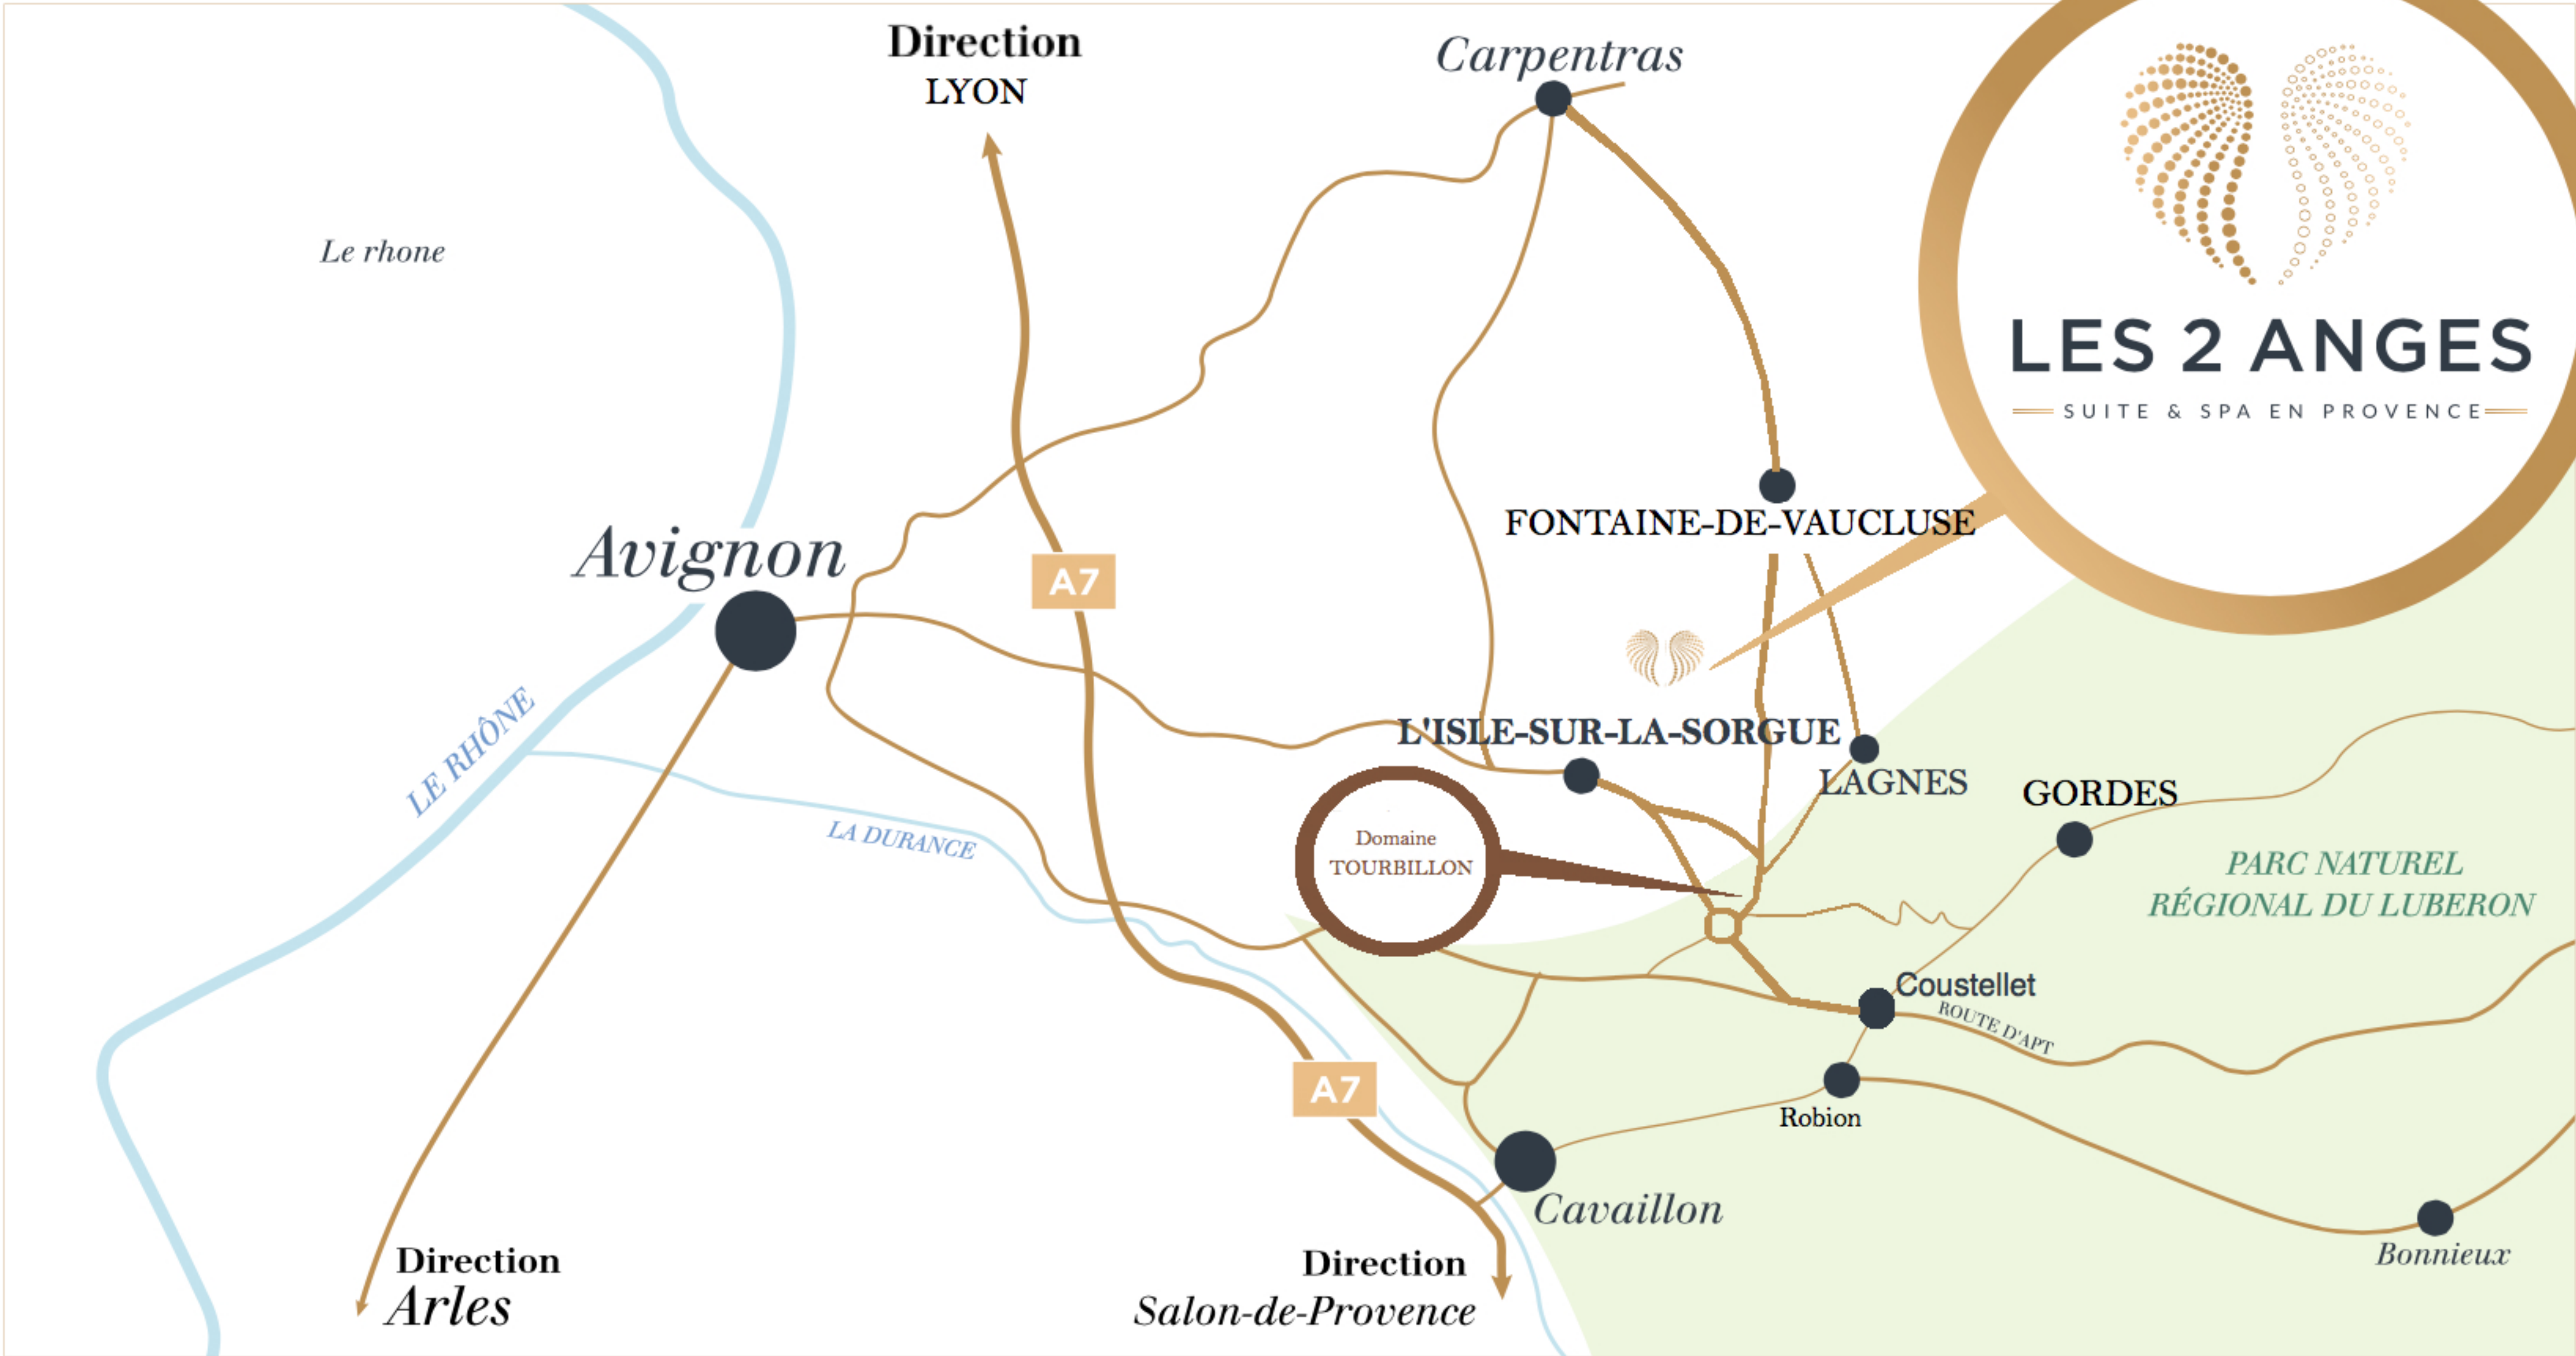 Direction
LYON
Carpentras
Le rhone
LES 2 ANGES
SUITE & SPA EN PROVENCE
Avignon
A7
FONTAINE-DE-VAUCLUSE
LE RHÔNE
L'ISLE-SUR-LA-SORGUE
LAGNES
GORDES
LA DURANCE
Domaine
TOURBILLON
PARC NATUREL
RÉGIONAL DU LUBERON
Coustellet
ROUTE D'APT
A7
Robion
Cavaillon
Bonnieux
Direction
Arles
Direction
Salon-de-Provence